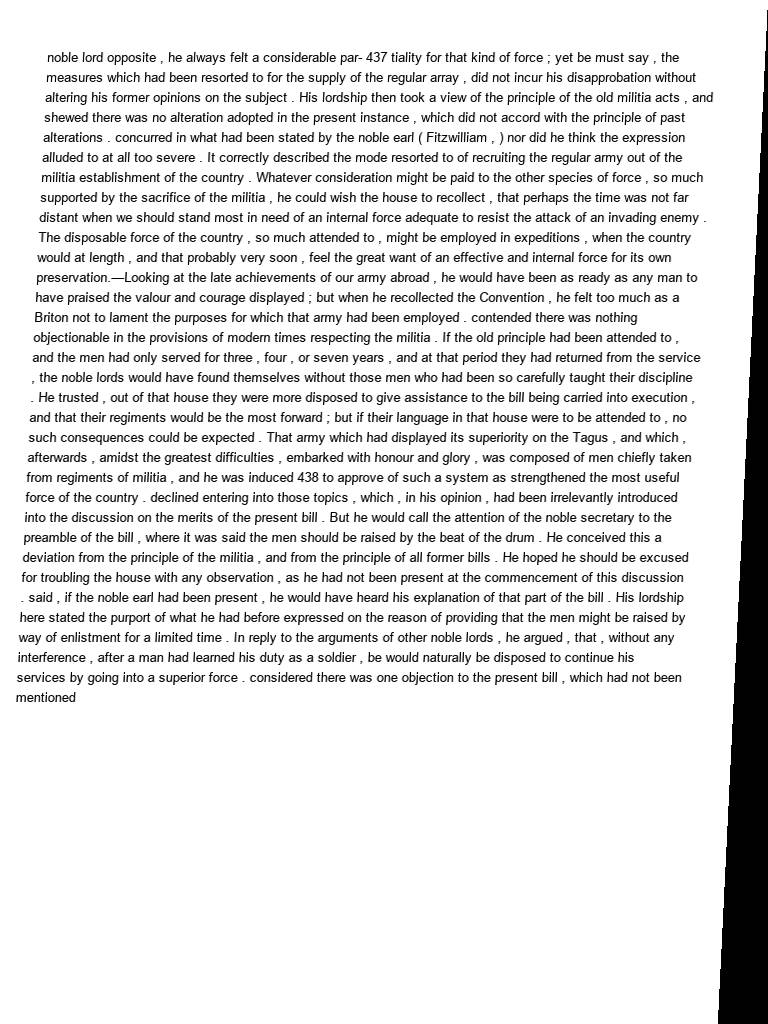 noble lord opposite , he always felt a considerable par- 437 tiality for that kind of force ; yet be must say , the
measures which had been resorted to for the supply of the regular array , did not incur his disapprobation without
altering his former opinions on the subject . His lordship then took a view of the principle of the old militia acts , and
shewed there was no alteration adopted in the present instance , which did not accord with the principle of past
alterations . concurred in what had been stated by the noble earl ( Fitzwilliam , ) nor did he think the expression
alluded to at all too severe . It correctly described the mode resorted to of recruiting the regular army out of the
militia establishment of the country . Whatever consideration might be paid to the other species of force , so much
supported by the sacrifice of the militia , he could wish the house to recollect , that perhaps the time was not far
distant when we should stand most in need of an internal force adequate to resist the attack of an invading enemy .
The disposable force of the country , so much attended to , might be employed in expeditions , when the country
would at length , and that probably very soon , feel the great want of an effective and internal force for its own
preservation.—Looking at the late achievements of our army abroad , he would have been as ready as any man to
have praised the valour and courage displayed ; but when he recollected the Convention , he felt too much as a
Briton not to lament the purposes for which that army had been employed . contended there was nothing
objectionable in the provisions of modern times respecting the militia . If the old principle had been attended to ,
and the men had only served for three , four , or seven years , and at that period they had returned from the service
, the noble lords would have found themselves without those men who had been so carefully taught their discipline
. He trusted , out of that house they were more disposed to give assistance to the bill being carried into execution ,
and that their regiments would be the most forward ; but if their language in that house were to be attended to , no
such consequences could be expected . That army which had displayed its superiority on the Tagus , and which ,
afterwards , amidst the greatest difficulties , embarked with honour and glory , was composed of men chiefly taken
from regiments of militia , and he was induced 438 to approve of such a system as strengthened the most useful
force of the country . declined entering into those topics , which , in his opinion , had been irrelevantly introduced
into the discussion on the merits of the present bill . But he would call the attention of the noble secretary to the
preamble of the bill , where it was said the men should be raised by the beat of the drum . He conceived this a
deviation from the principle of the militia , and from the principle of all former bills . He hoped he should be excused
for troubling the house with any observation , as he had not been present at the commencement of this discussion
. said , if the noble earl had been present , he would have heard his explanation of that part of the bill . His lordship
here stated the purport of what he had before expressed on the reason of providing that the men might be raised by
way of enlistment for a limited time . In reply to the arguments of other noble lords , he argued , that , without any
interference , after a man had learned his duty as a soldier , be would naturally be disposed to continue his
services by going into a superior force . considered there was one objection to the present bill , which had not been
mentioned